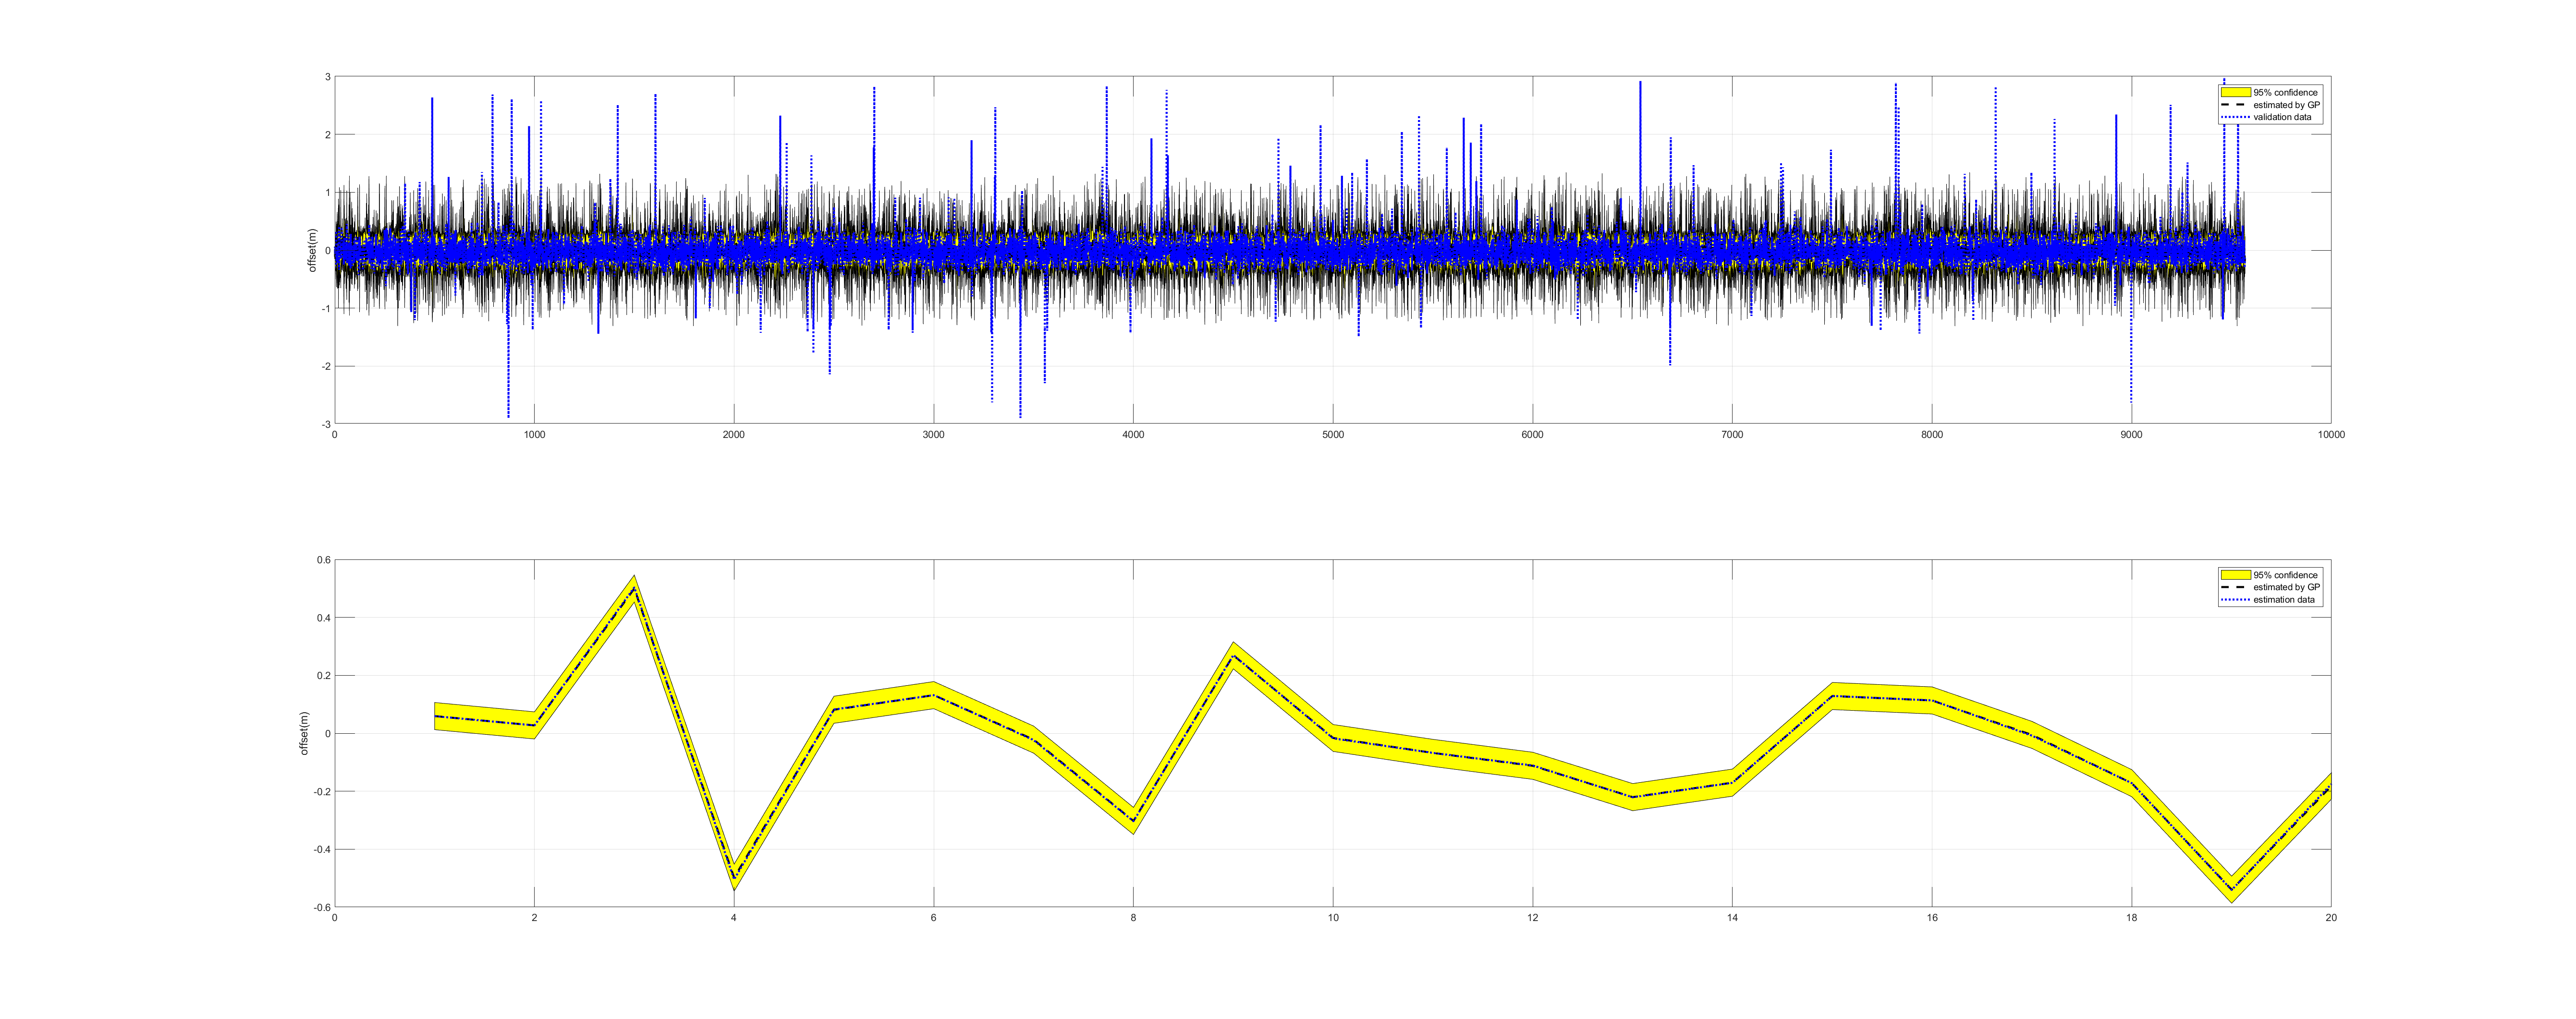 3
2
1
0
-1
-2
-3
offset(m)
0 1000 2000 3000 4000 5000 6000 7000 8000 9000 10000
95% confidence
estimated by GP
validation data
0.6
0.4
0.2
0
-0.2
-0.4
-0.6
offset(m)
0 2 4 6 8 10 12 14 16 18 20
95% confidence
estimated by GP
estimation data